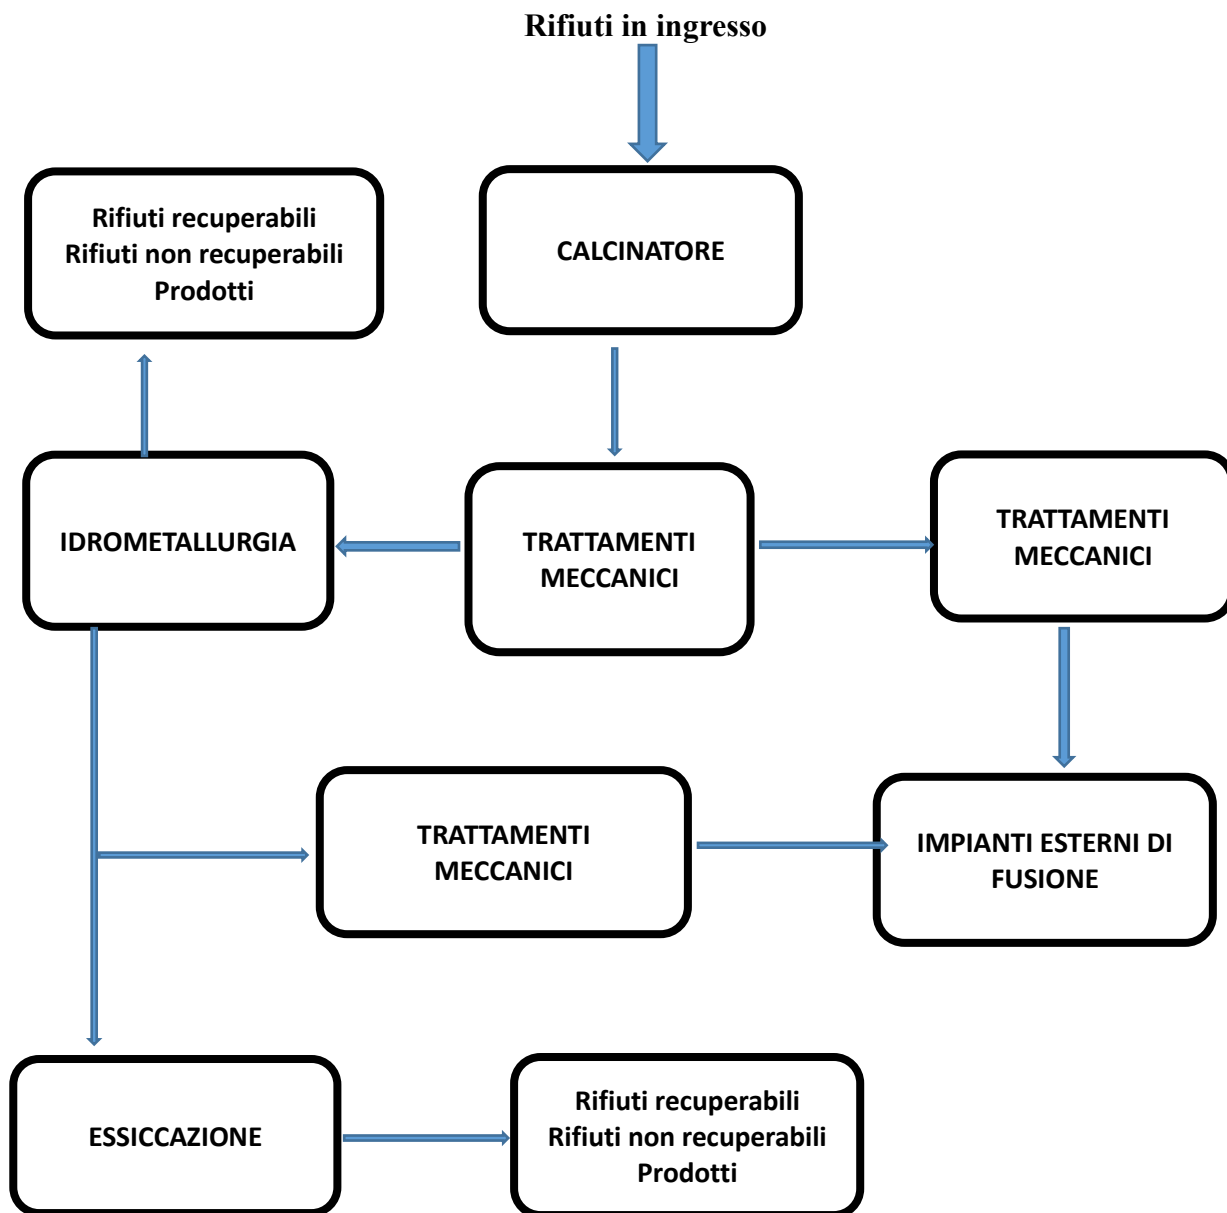 Rifiuti in ingresso
Rifiuti recuperabili
Rifiuti non recuperabili
Prodotti
CALCINATORE
IDROMETALLURGIA
TRATTAMENTI
MECCANICI
TRATTAMENTI
MECCANICI
TRATTAMENTI
MECCANICI
IMPIANTI ESTERNI DI
FUSIONE
ESSICCAZIONE
Rifiuti recuperabili
Rifiuti non recuperabili
Prodotti